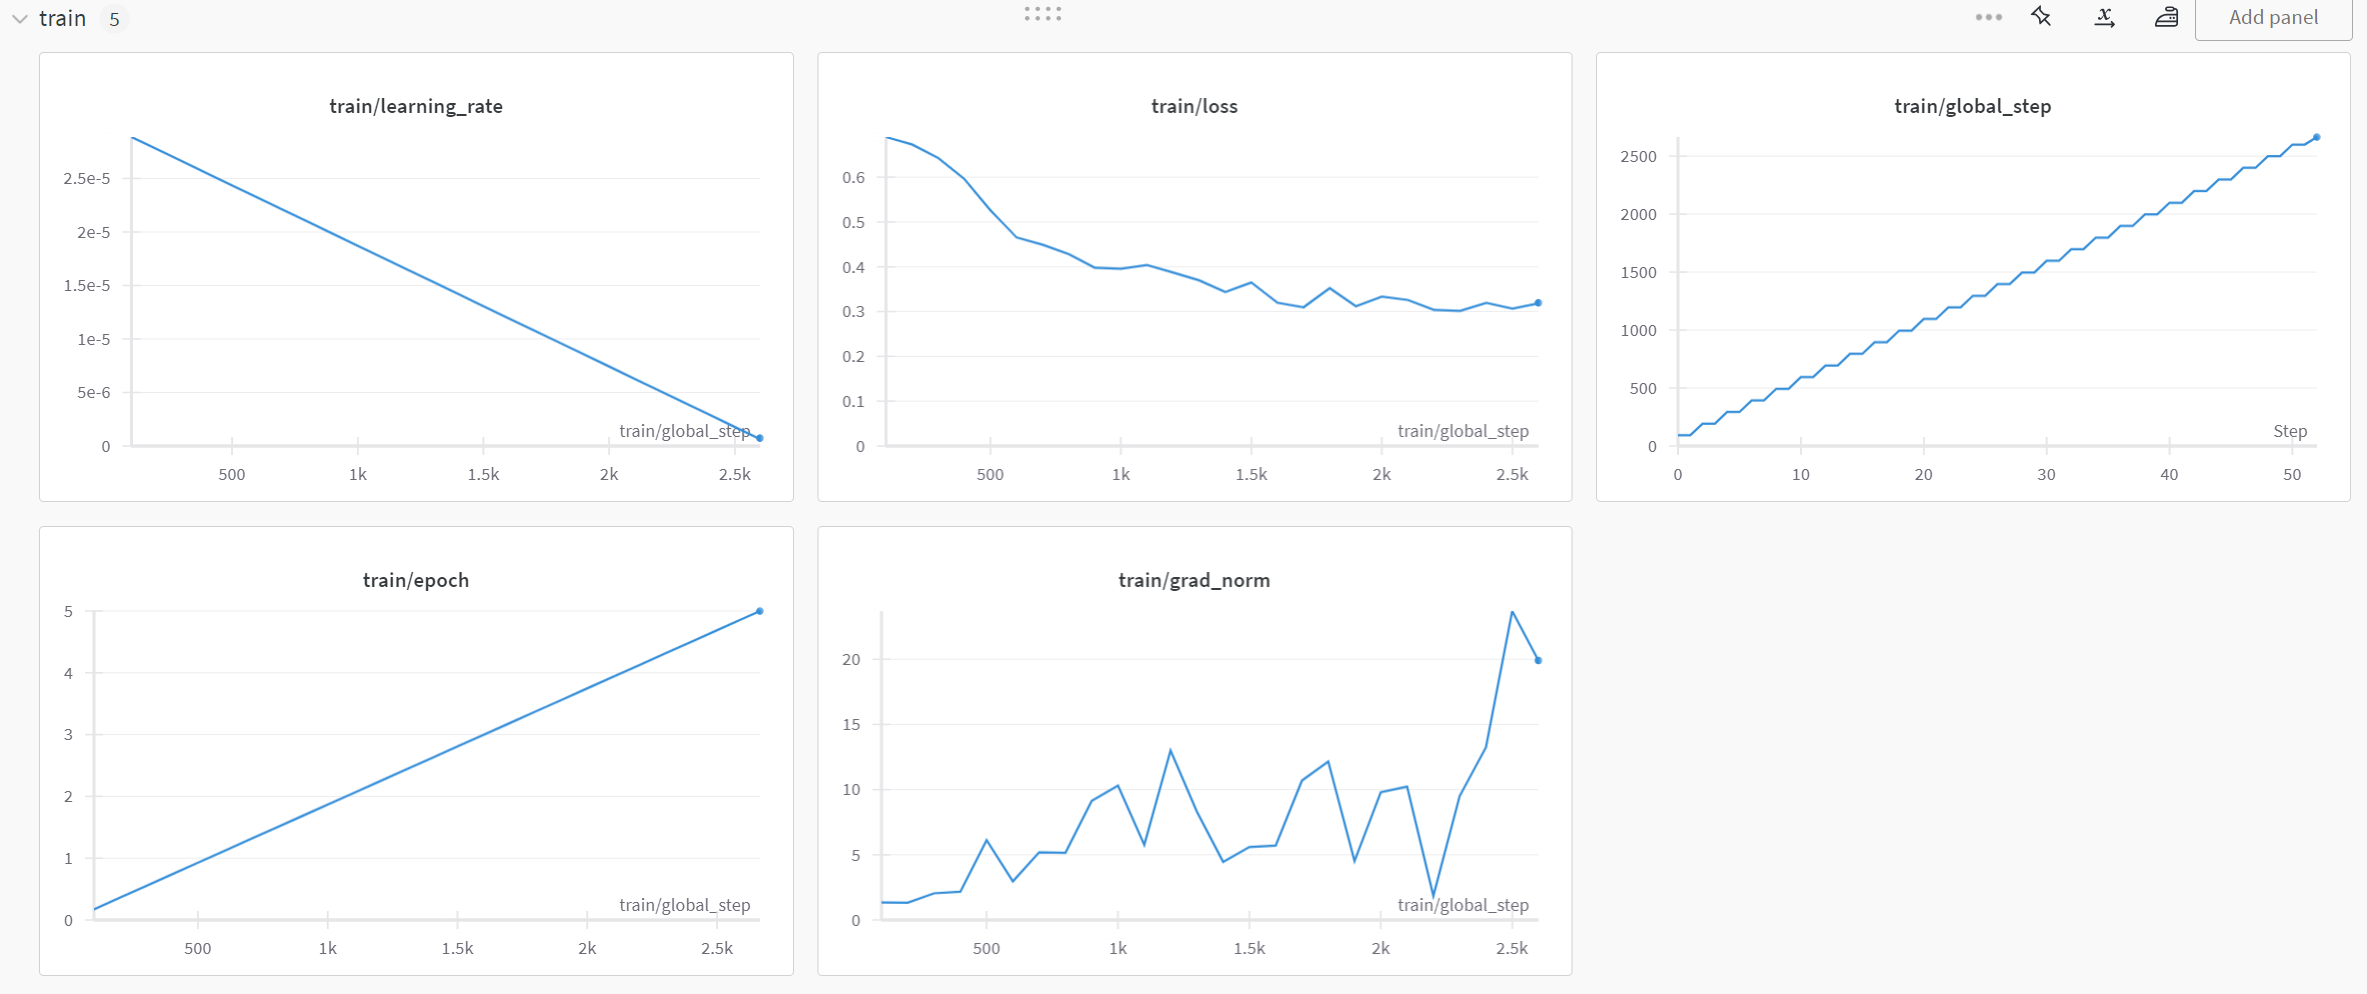 train 5
Add panel
train/learning_rate
2.5e-5
2e-5
1.5e-5
1e-5
5e-6
0
train/global_step
500 1k 1.5k 2k 2.5k
train/loss
0.6
0.5
0.4
0.3
0.2
0.1
0
train/global_step
500 1k 1.5k 2k 2.5k
train/global_step
2500
2000
1500
1000
500
0
Step
0 10 20 30 40 50
train/epoch
5
4
3
2
1
0
train/global_step
500 1k 1.5k 2k 2.5k
train/grad_norm
20
15
10
5
0
train/global_step
500 1k 1.5k 2k 2.5k